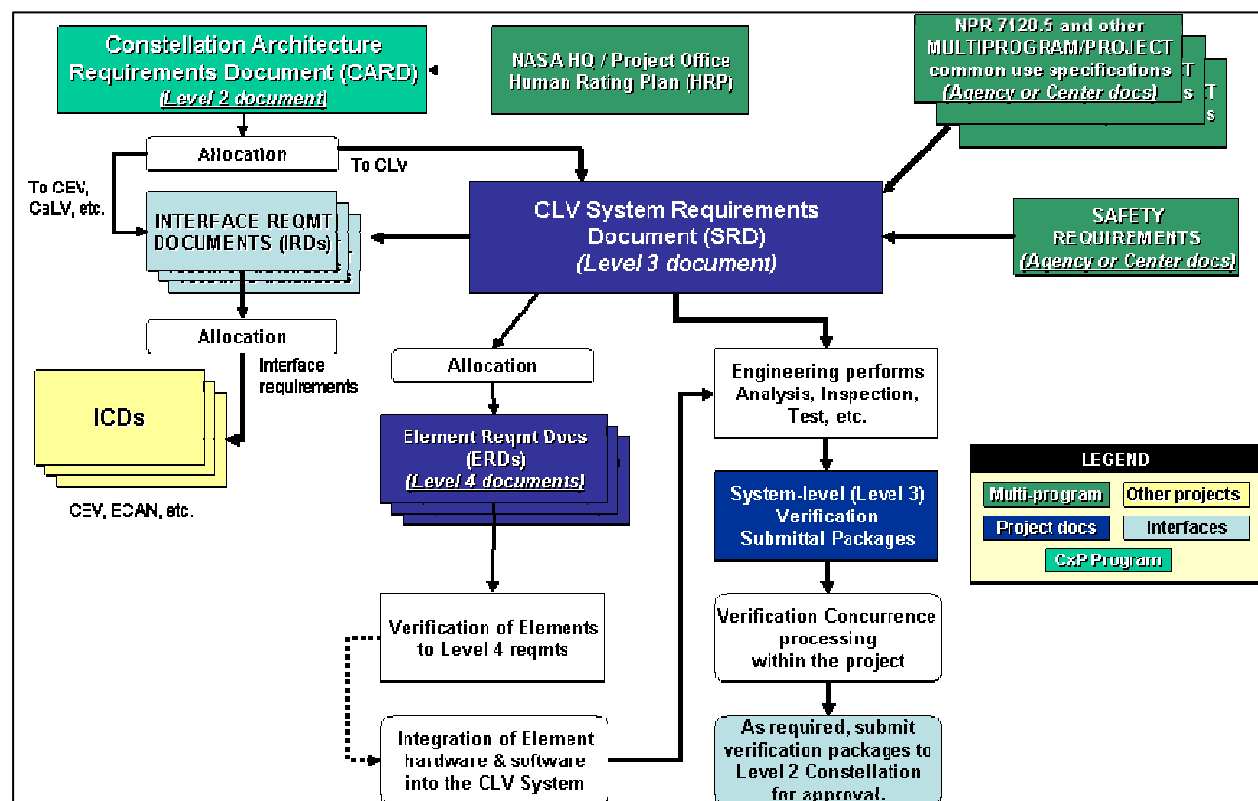 Constellation Architecture
Requirements Document (CARD)
(Level 2 document)
NASA HQ / Project Office
Human Rating Plan (HRP)
NPR 7120.5 and other
MULTIPROGRAM/PROJECT
common use specifications
(Agency or Center docs)
CT
s
CT
s
Allocation
To CLV
To CEV,
CaLV, etc.
INTERFACE REQMT
DOCUMENTS (IRDs)
CLV System Requirements
Document (SRD)
(Level 3 document)
SAFETY
REQUIREMENTS
(Agency or Center docs)
Allocation
Interface
requirements
ICDs
CEV, ECAN, etc.
Allocation
Element Reqmt Docs
(ERDs)
(Level 4 documents)
Verification of Elements
to Level 4 reqmts
Integration of Element
hardware & software
into the CLV System
Engineering performs
Analysis, Inspection,
Test, etc.
System-level (Level 3)
Verification
Submittal Packages
Verification Concurrence
processing
within the project
As required, submit
verification packages to
Level 2 Constellation
for approval.
LEGEND
Multi-program
Other projects
Project docs
Interfaces
CxP Program